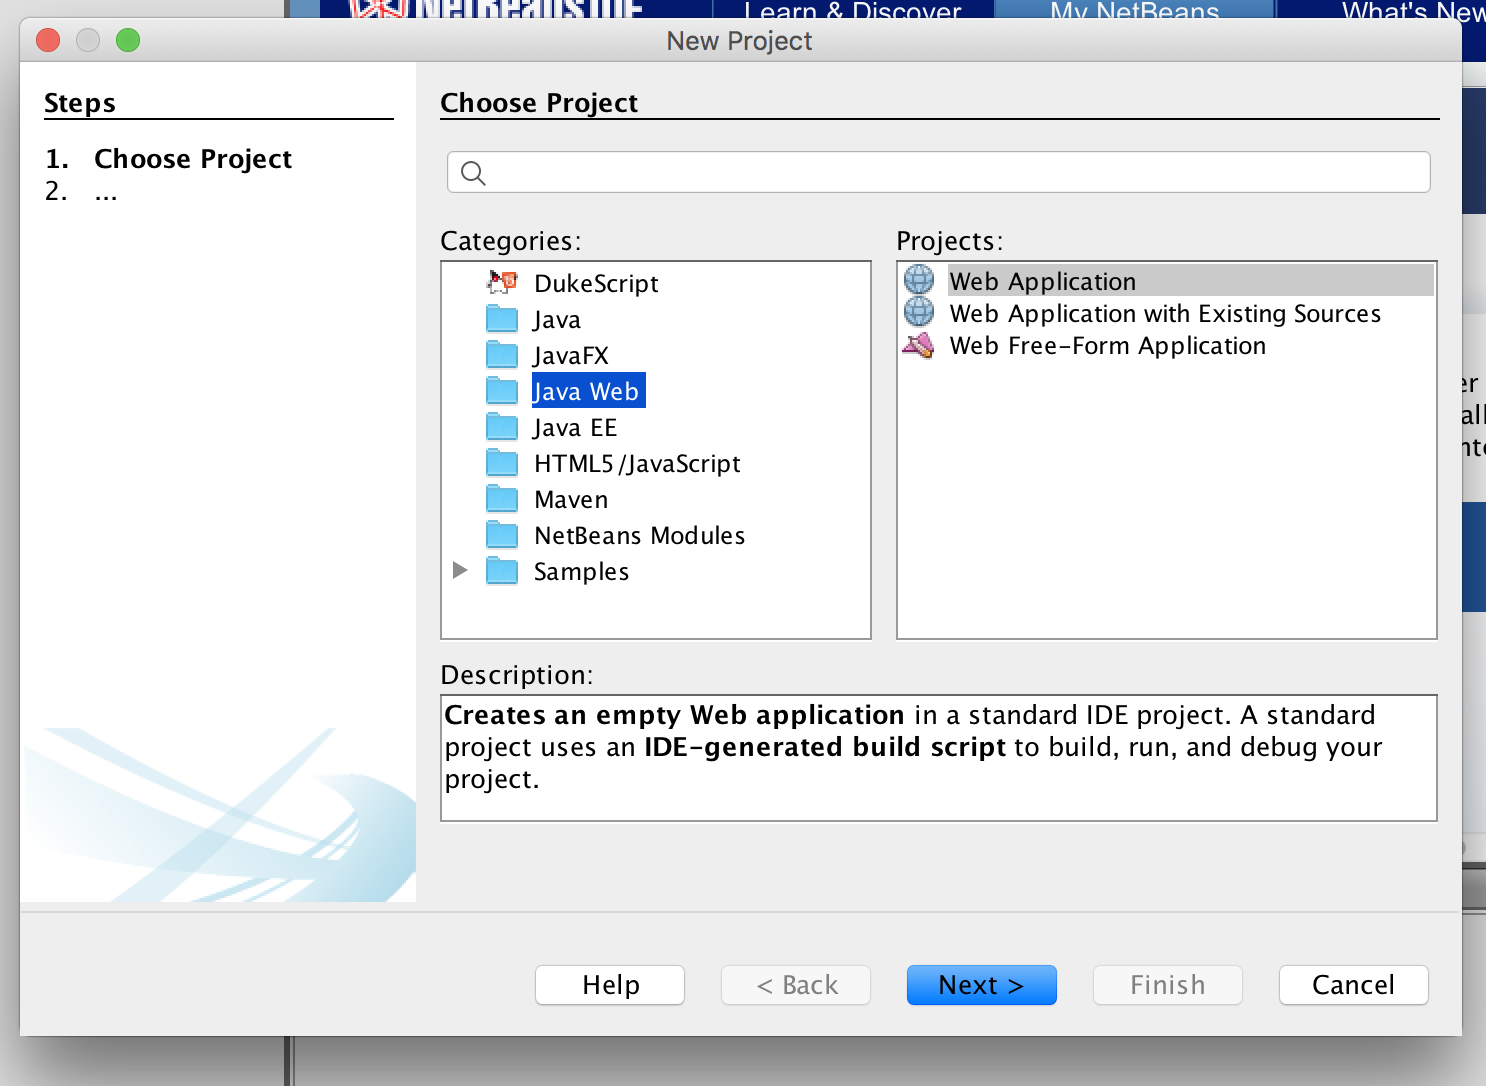 NetBeans IDE
Learn & Discover
My NetBeans
What's New
New Project
Steps
1. Choose Project
2. ...
Choose Project
Categories:
DukeScript
Java
JavaFX
Java Web
Java EE
HTML5/JavaScript
Maven
NetBeans Modules
Samples
Projects:
Web Application
Web Application with Existing Sources
Web Free-Form Application
Description:
Creates an empty Web application in a standard IDE project. A standard
project uses an IDE-generated build script to build, run, and debug your
project.
Help
< Back
Next >
Finish
Cancel